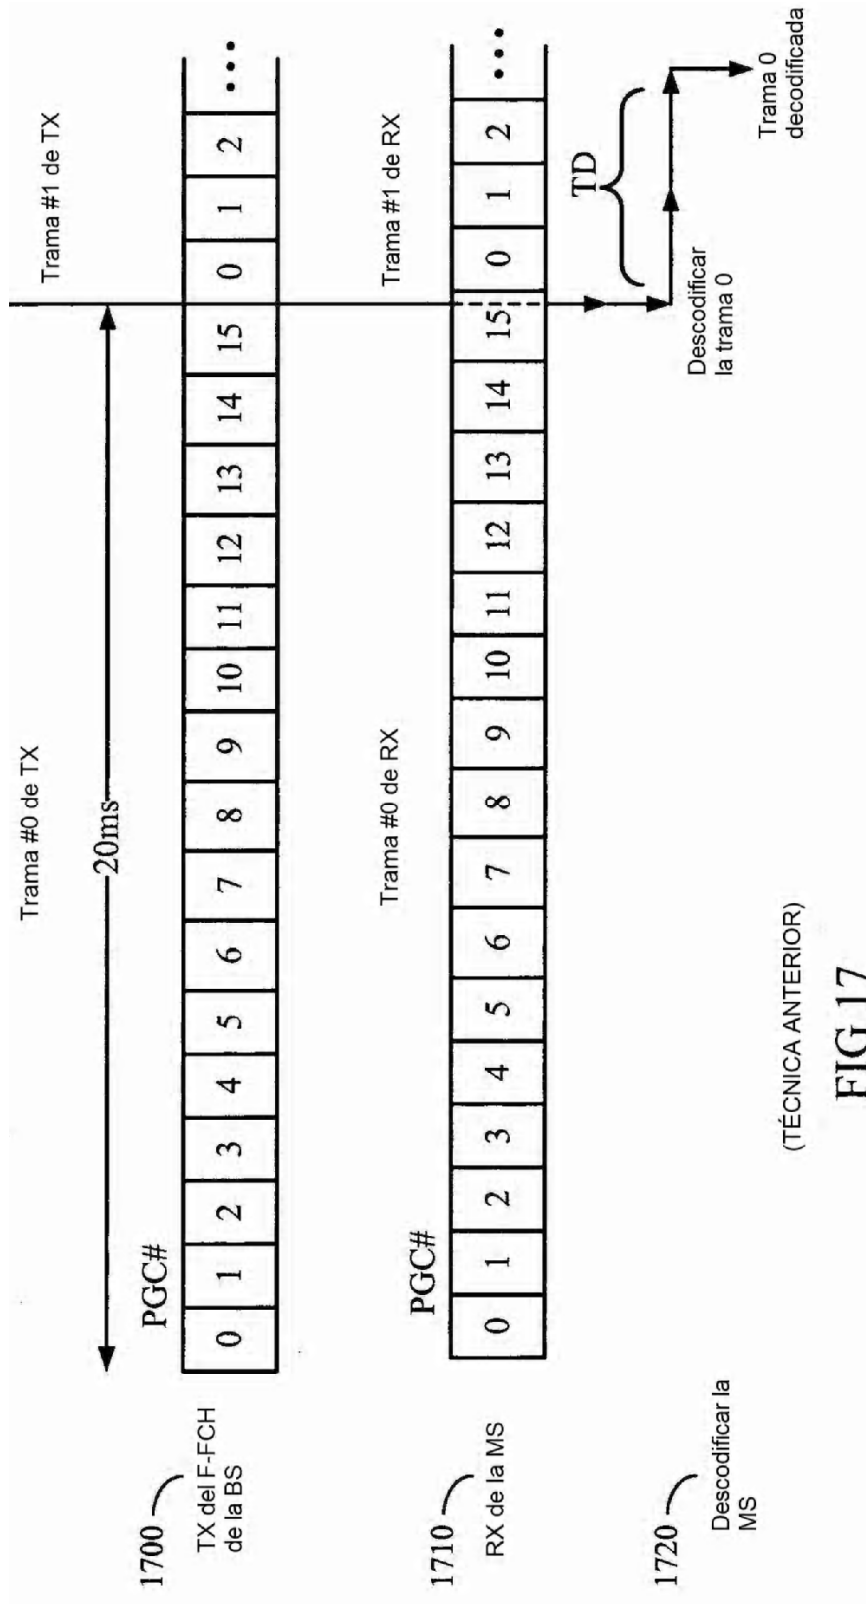 Trama #0 de TX
Trama #1 de TX
20ms
PGC#
1700
TX del F-FCH
de la BS
0 1 2 3 4 5 6 7 8 9 10 11 12 13 14 15 0 1 2 •••
Trama #0 de RX
Trama #1 de RX
PGC#
1710
RX de la MS
0 1 2 3 4 5 6 7 8 9 10 11 12 13 14 15 0 1 2 •••
TD
1720
Descodificar la
MS
Descodificar
la trama 0
Trama 0
decodificada
(TÉCNICA ANTERIOR)
FIG 17